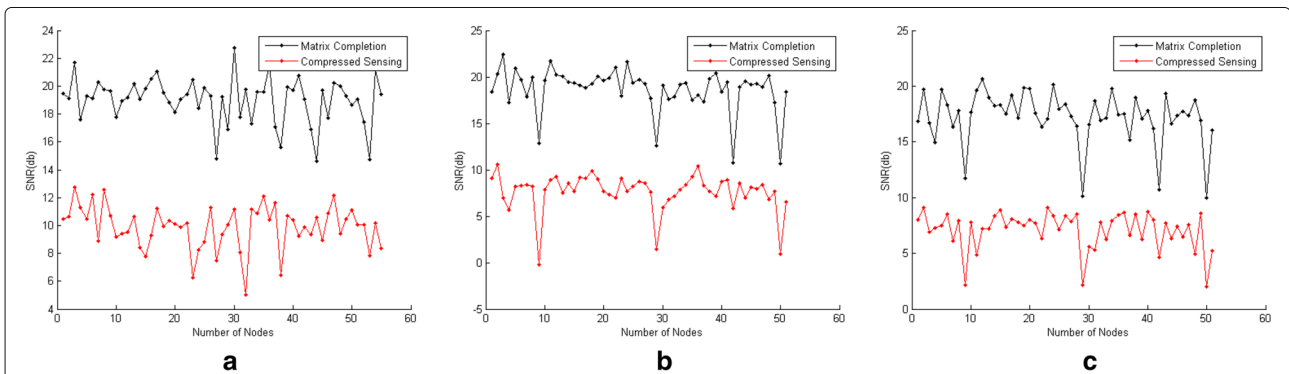 24
22
20
18
16
14
12
10
8
6
4
SNR(db)
0 10 20 30 40 50 60
Number of Nodes
Matrix Completion
Compressed Sensing
a
25
20
15
10
5
0
-5
SNR(db)
0 10 20 30 40 50 60
Number of Nodes
Matrix Completion
Compressed Sensing
b
25
20
15
10
5
0
SNR(db)
0 10 20 30 40 50 60
Number of Nodes
Matrix Completion
Compressed Sensing
c